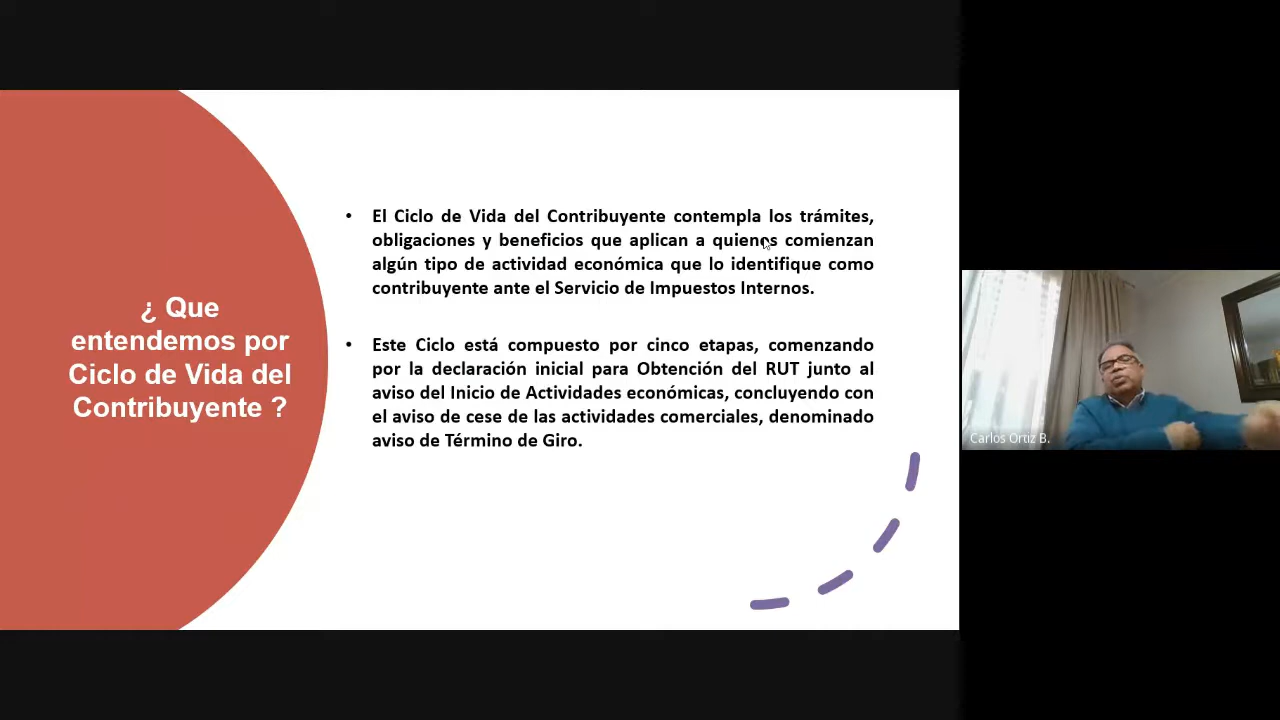 ¿ Que
entendemos por
Ciclo de Vida del
Contribuyente ?
• El Ciclo de Vida del Contribuyente contempla los trámites,
obligaciones y beneficios que aplican a quienes comienzan
algún tipo de actividad económica que lo identifique como
contribuyente ante el Servicio de Impuestos Internos.
• Este Ciclo está compuesto por cinco etapas, comenzando
por la declaración inicial para Obtención del RUT junto al
aviso del Inicio de Actividades económicas, concluyendo con
el aviso de cese de las actividades comerciales, denominado
aviso de Término de Giro.
Carlos Ortiz B.